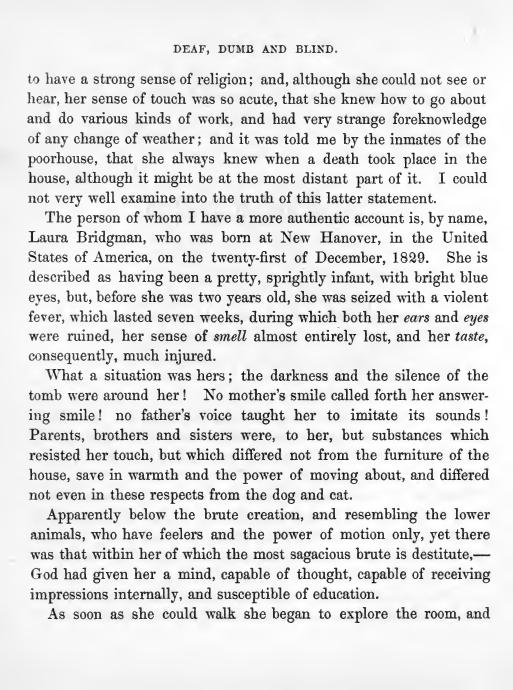 DEAF, DUMB AND BLIND.
to have a strong sense of religion; and, although she could not see or
hear, her sense of touch was so acute, that she knew how to go about
and do various kinds of work, and had very strange foreknowledge
of any change of weather; and it was told me by the inmates of the
poorhouse, that she always knew when a death took place in the
house, although it might be at the most distant part of it. I could
not very well examine into the truth of this latter statement.
The person of whom I have a more authentic account is, by name,
Laura Bridgman, who was born at New Hanover, in the United
States of America, on the twenty-first of December, 1829. She is
described as having been a pretty, sprightly infant, with bright blue
eyes, but, before she was two years old, she was seized with a violent
fever, which lasted seven weeks, during which both her ears and eyes
were ruined, her sense of smell almost entirely lost, and her taste,
consequently, much injured.
What a situation was hers; the darkness and the silence of the
tomb were around her! No mother's smile called forth her answer-
ing smile! no father's voice taught her to imitate its sounds!
Parents, brothers and sisters were, to her, but substances which
resisted her touch, but which differed not from the furniture of the
house, save in warmth and the power of moving about, and differed
not even in these respects from the dog and cat.
Apparently below the brute creation, and resembling the lower
animals, who have feelers and the power of motion only, yet there
was that within her of which the most sagacious brute is destitute,—
God had given her a mind, capable of thought, capable of receiving
impressions internally, and susceptible of education.
As soon as she could walk she began to explore the room, and